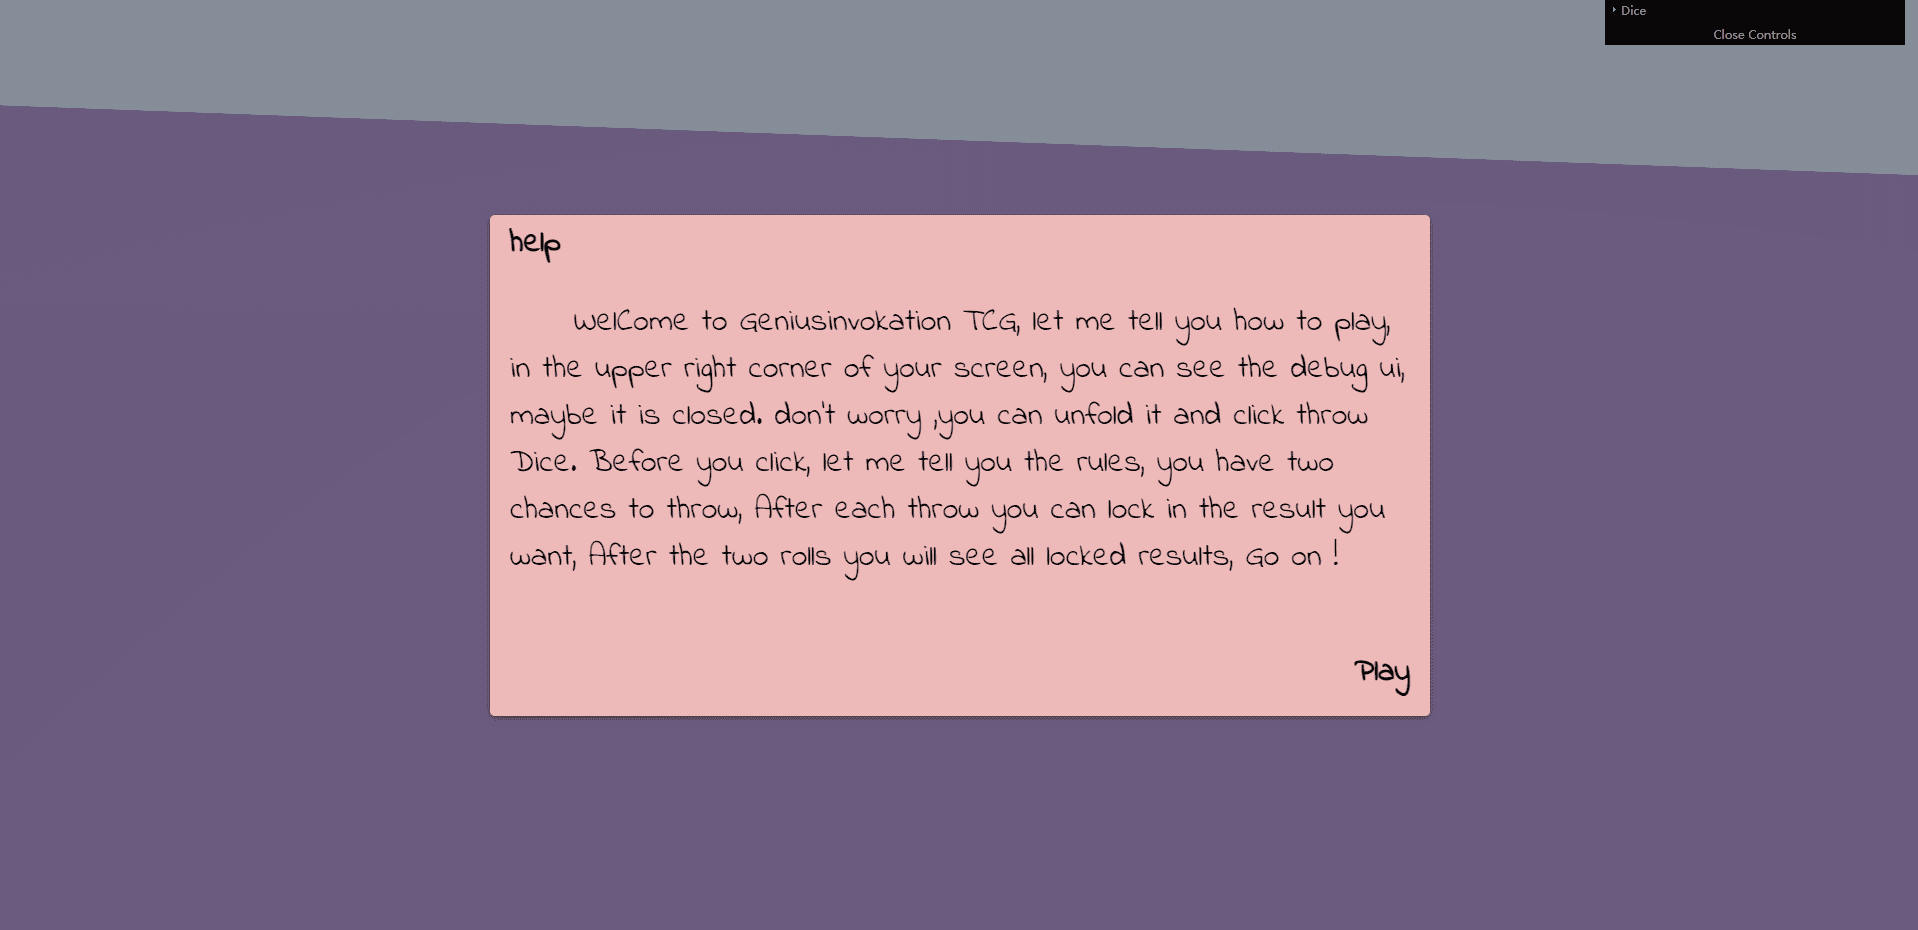 Dice
Close Controls
help
WelCome to Geniusinvokation TCG, let me tell you how to play,
in the upper right corner of your screen, you can see the debug ui,
maybe it is closed. don't worry ,you can unfold it and click throw
Dice. Before you click, let me tell you the rules, you have two
chances to throw, After each throw you can lock in the result you
want, After the two rolls you will see all locked results, Go on !
Play